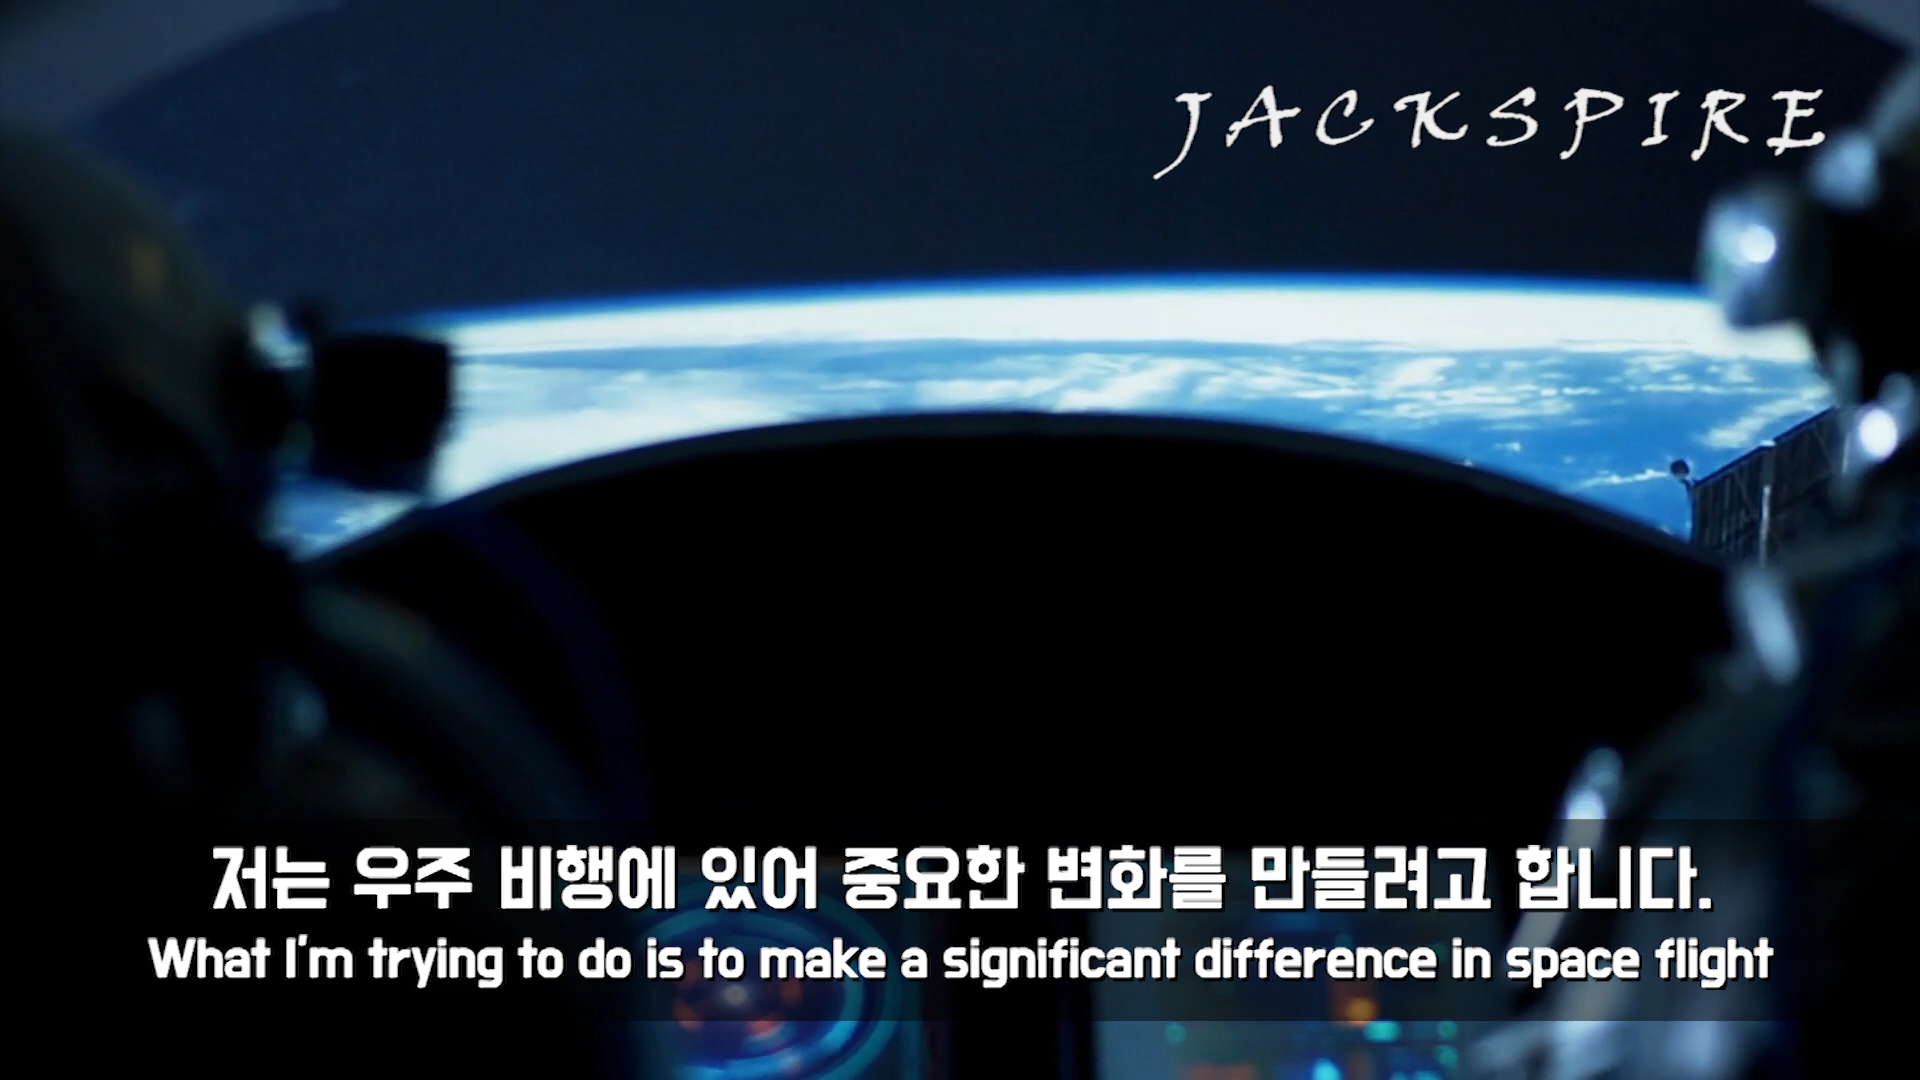 JACKSPIRE
저는 우주 비행에 있어 중요한 변화를 만들려고 합니다.
What I'm trying to do is to make a significant difference in space flight